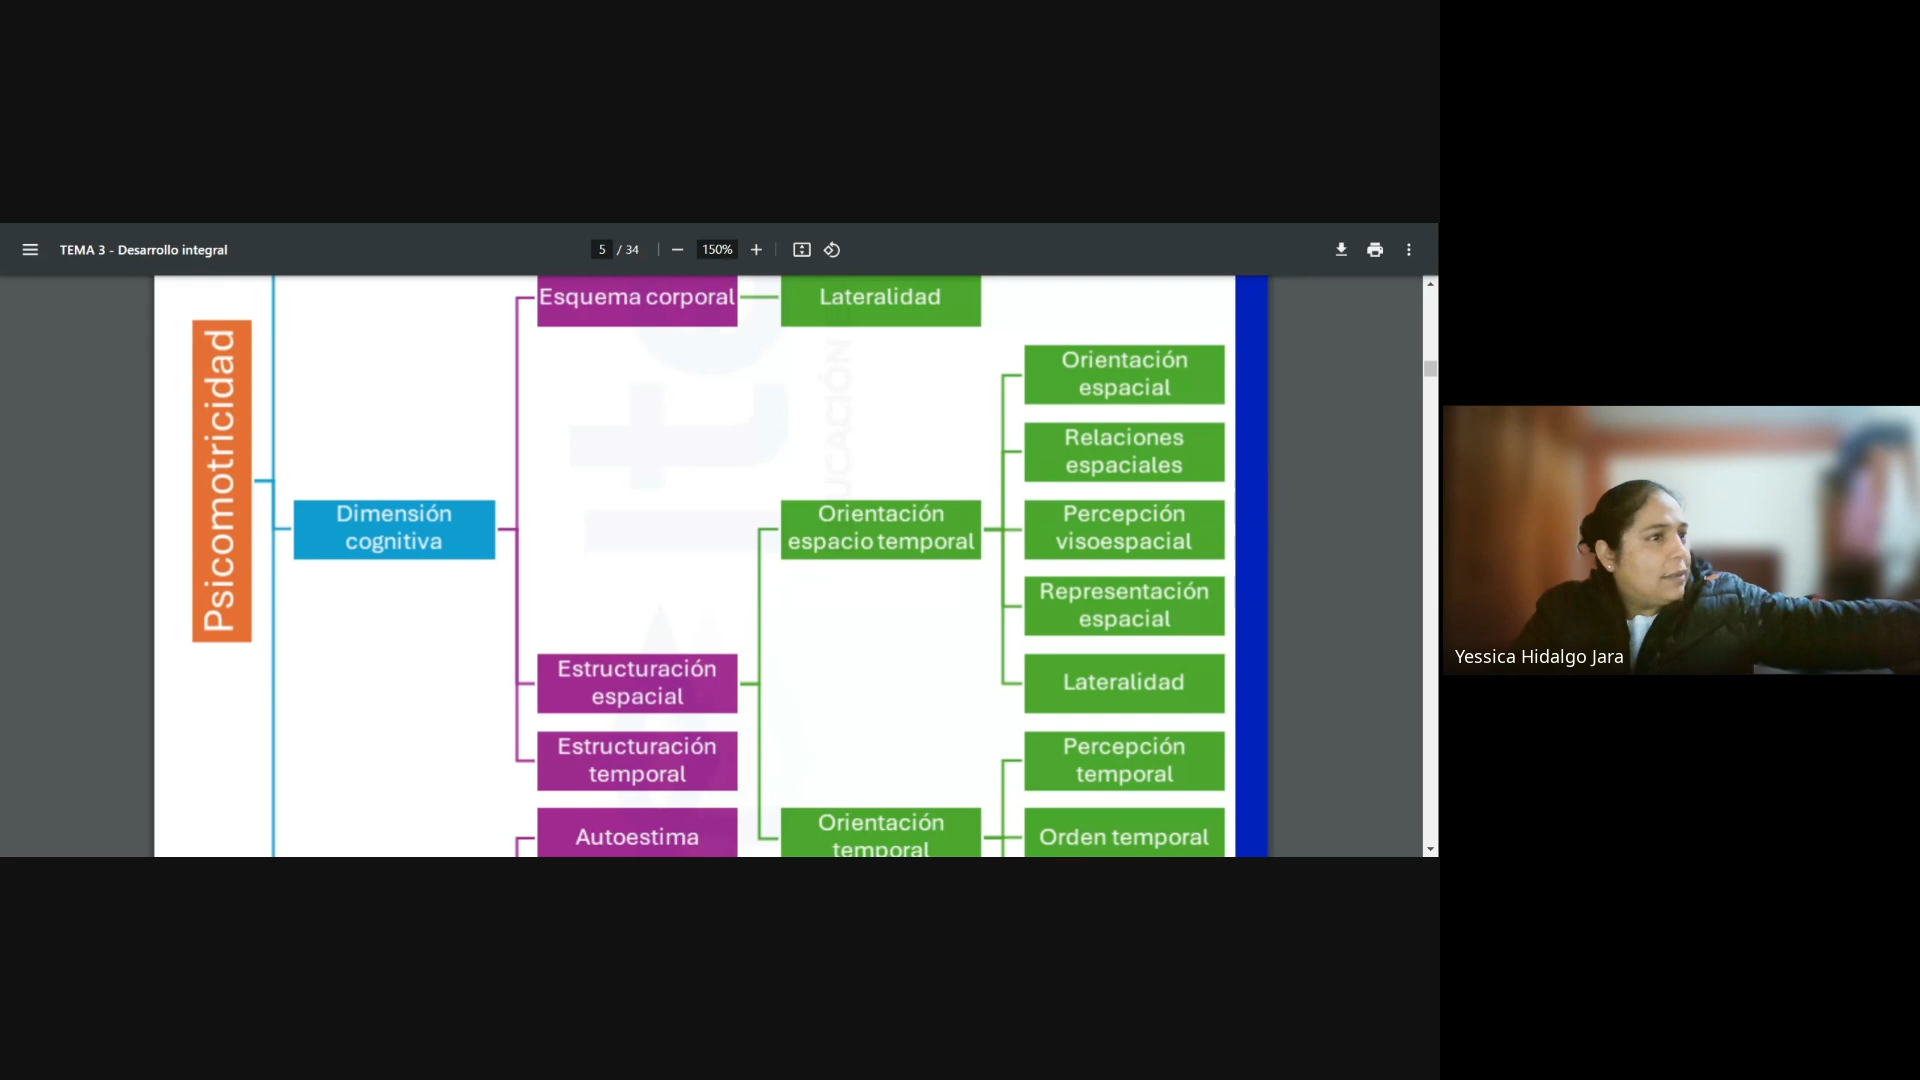 TEMA 3 - Desarrollo integral
5 / 34
150%
Psicomotricidad
Dimensión
cognitiva
Esquema corporal
Lateralidad
Estructuración
espacial
Estructuración
temporal
Autoestima
Orientación
espacio temporal
Orientación
temporal
Orientación
espacial
Relaciones
espaciales
Percepción
visoespacial
Representación
espacial
Lateralidad
Percepción
temporal
Orden temporal
UCACIÓN
Yessica Hidalgo Jara